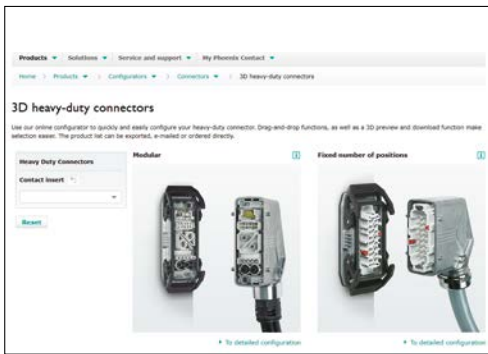 Products Solutions Service and support My Phoenix Contact
Home > Products > Configurators > Connectors > 3D heavy-duty connectors
3D heavy-duty connectors
Use our online configurator to quickly and easily configure your heavy-duty connector. Drag-and-drop functions, as well as a 3D preview and download function make
selection easier. The product list can be exported, e-mailed or ordered directly.
Heavy Duty Connectors
Contact insert
Reset
Modular
To detailed configuration
Fixed number of positions
To detailed configuration